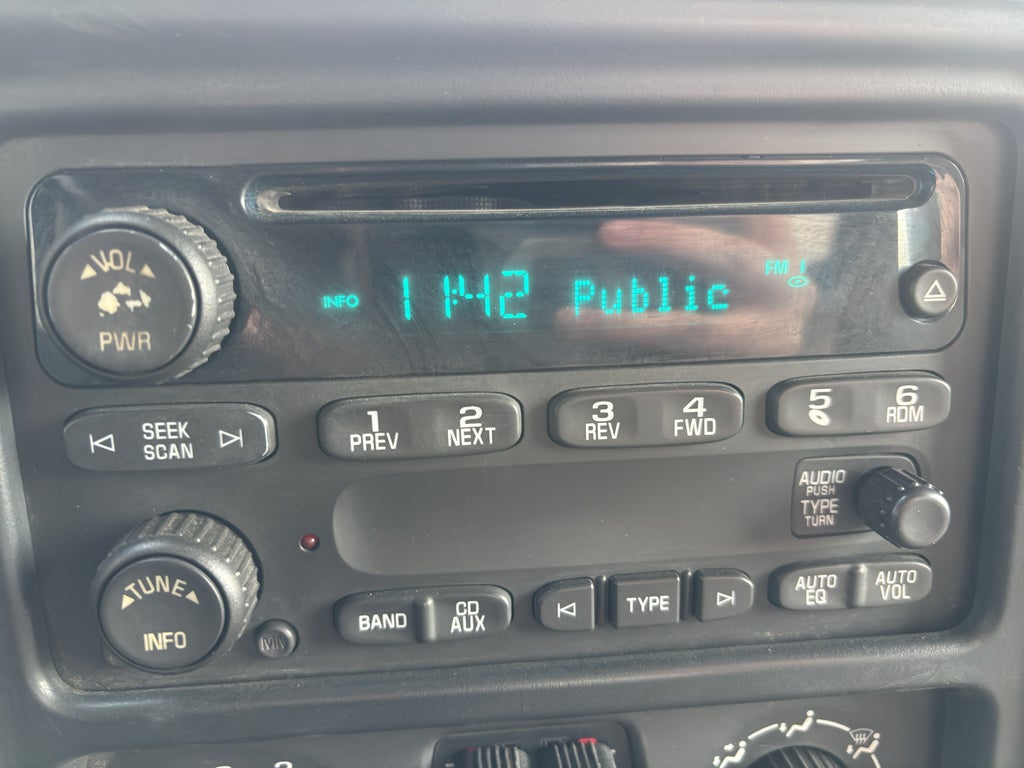 VOL
PWR
INFO 11:42 Public FM 1
SEEK
SCAN
1
PREV
2
NEXT
3
REV
4
FWD
5
6
RDM
AUDIO
PUSH
TYPE
TURN
TUNE
INFO
BAND
CD
AUX
TYPE
AUTO
EQ
AUTO
VOL